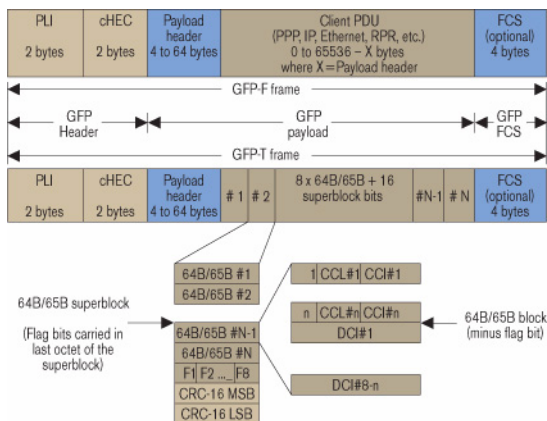 PLI
2 bytes
cHEC
2 bytes
Payload
header
4 to 64 bytes
Client PDU
(PPP, IP, Ethernet, RPR, etc.)
0 to 65536 – X bytes
where X=Payload header
FCS
(optional)
4 bytes
GFP-F frame
GFP
Header
GFP
payload
GFP
FCS
GFP-T frame
PLI
2 bytes
cHEC
2 bytes
Payload
header
4 to 64 bytes
# 1
# 2
8 x 64B/65B + 16
superblock bits
#N-1
# N
FCS
(optional)
4 bytes
64B/65B #1
64B/65B #2
64B/65B #N-1
64B/65B #N
F1 F2 ... F8
CRC-16 MSB
CRC-16 LSB
64B/65B superblock
(Flag bits carried in
last octet of the
superblock)
1 CCL#1 CCI#1
n CCL#n CCI#n
DCI#1
DCI#8-n
64B/65B block
(minus flag bit)